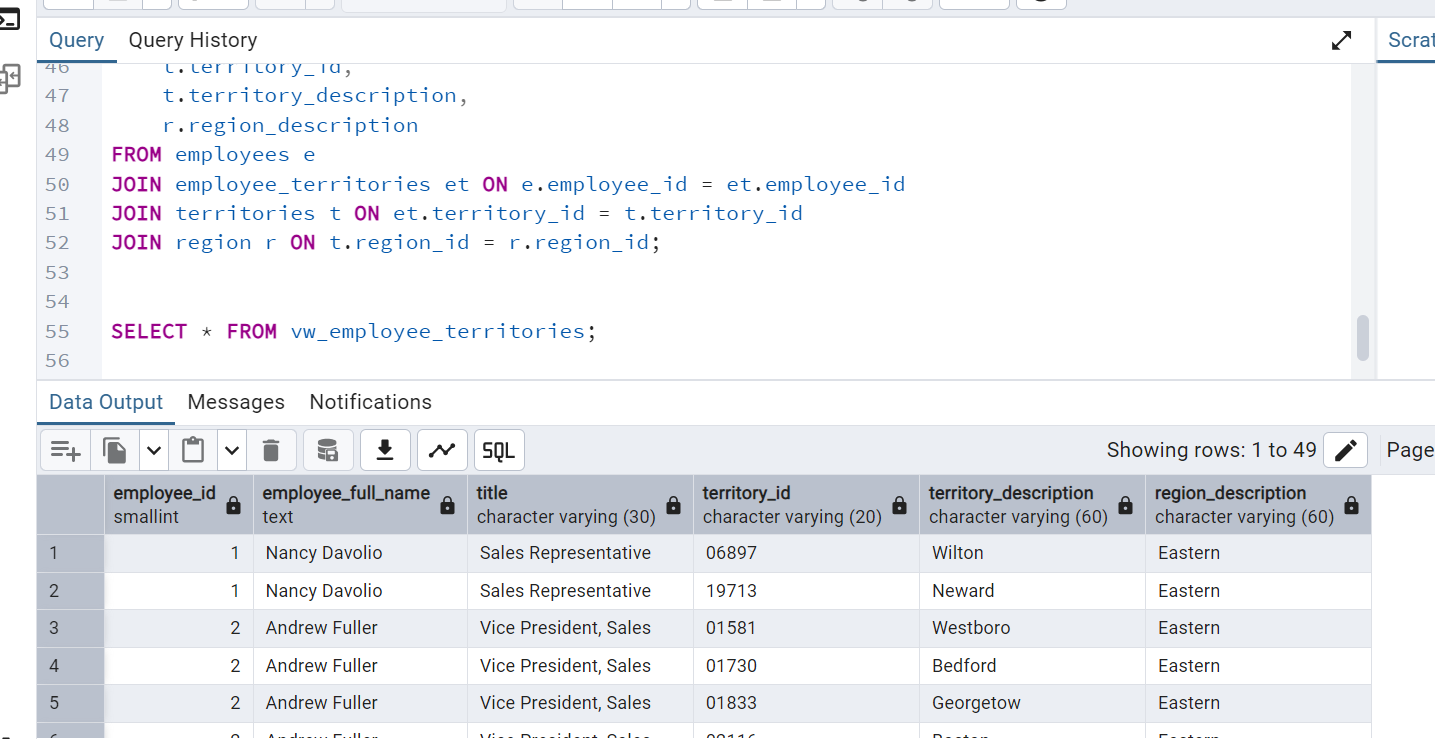 Query Query History Scrat
46 t.territory_id,
47 t.territory_description,
48 r.region_description
49 FROM employees e
50 JOIN employee_territories et ON e.employee_id = et.employee_id
51 JOIN territories t ON et.territory_id = t.territory_id
52 JOIN region r ON t.region_id = r.region_id;
53
54
55 SELECT * FROM vw_employee_territories;
56
Data Output Messages Notifications
SQL Showing rows: 1 to 49 Page
employee_id employee_full_name title territory_id territory_description region_description
smallint text character varying (30) character varying (20) character varying (60) character varying (60)
1 1 Nancy Davolio Sales Representative 06897 Wilton Eastern
2 1 Nancy Davolio Sales Representative 19713 Neward Eastern
3 2 Andrew Fuller Vice President, Sales 01581 Westboro Eastern
4 2 Andrew Fuller Vice President, Sales 01730 Bedford Eastern
5 2 Andrew Fuller Vice President, Sales 01833 Georgetow Eastern